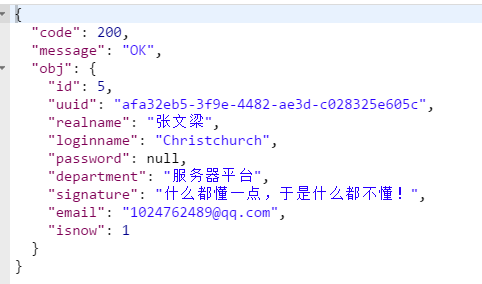 {
"code": 200,
"message": "OK",
"obj": {
"id": 5,
"uuid": "afa32eb5-3f9e-4482-ae3d-c028325e605c",
"realname": "张文梁",
"loginname": "Christchurch",
"password": null,
"department": "服务器平台",
"signature": "什么都懂一点，于是什么都不懂！",
"email": "1024762489@qq.com",
"isnow": 1
}
}